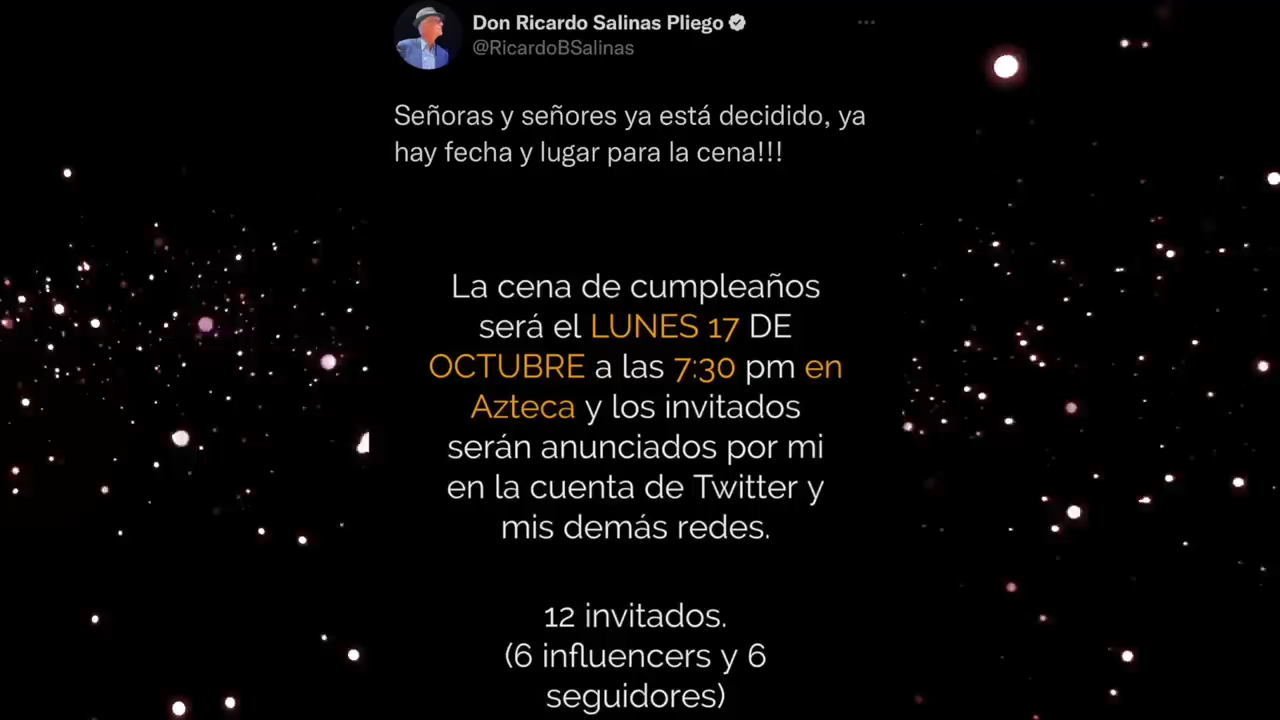 Don Ricardo Salinas Pliego
@RicardoBSalinas
Señoras y señores ya está decidido, ya
hay fecha y lugar para la cena!!!
La cena de cumpleaños
será el LUNES 17 DE
OCTUBRE a las 7:30 pm en
Azteca y los invitados
serán anunciados por mi
en la cuenta de Twitter y
mis demás redes.
12 invitados.
(6 influencers y 6
seguidores)